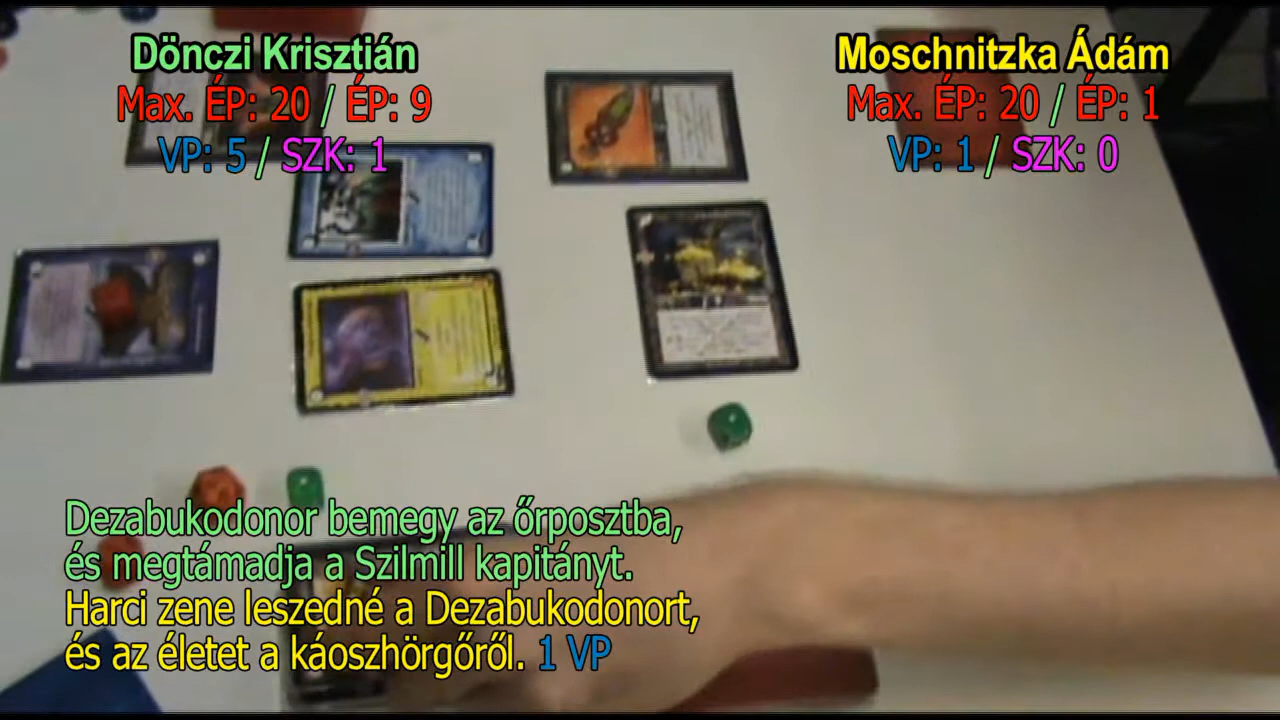 Dönczi Krisztián
Max. ÉP: 20 / ÉP: 9
VP: 5 / SZK: 1
Moschnitzka Ádám
Max. ÉP: 20 / ÉP: 1
VP: 1 / SZK: 0
Dezabukodonor bemegy az őrposztba,
és megtámadja a Szilmill kapitányt.
Harci zene leszedné a Dezabukodonort,
és az életet a káoszhörgőről. 1 VP